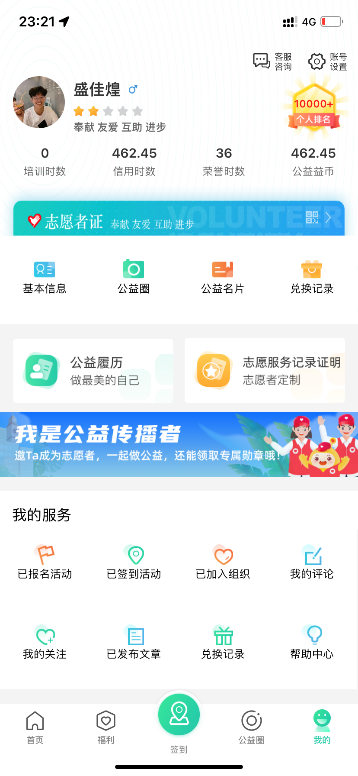 23:21
4G
客服咨询
账号设置
盛佳煌
奉献 友爱 互助 进步
10000+
个人排名
0
462.45
36
462.45
培训时数
信用时数
荣誉时数
公益益币
VOLUNTEER
志愿者证 奉献 友爱 互助 进步
基本信息
公益圈
公益名片
兑换记录
公益履历
做最美的自己
志愿服务记录证明
志愿者定制
我是公益传播者
邀Ta成为志愿者，一起做公益，还能领取专属勋章哦！
我的服务
已报名活动
已签到活动
已加入组织
我的评论
我的关注
已发布文章
兑换记录
帮助中心
首页
福利
签到
公益圈
我的